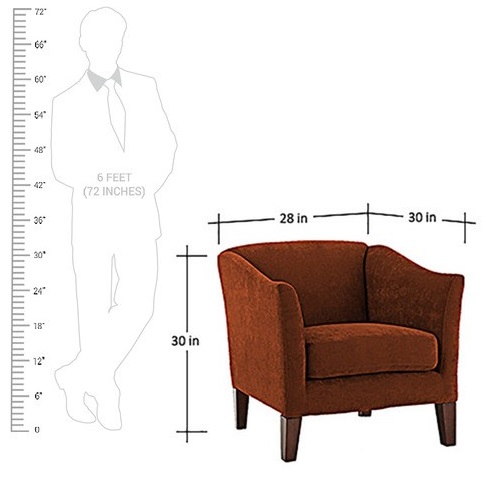 72"
66"
60"
54"
48"
6 FEET
42"
(72 INCHES)
36"
28 in
30 in
30"
24"
18"
30 in
12"
6"
0